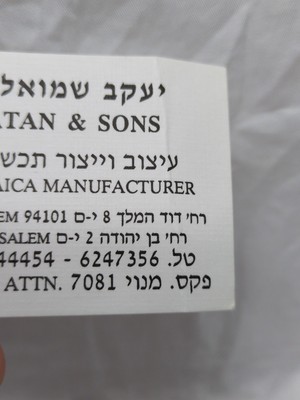 יעקב שמואל
TAN & SONS
עיצוב וייצור תכש
AICA MANUFACTURER
רח' דוד המלך 8 י-ם 94101 EM
רח' בן יהודה 2 י-ם SALEM
טל. 6247356 - 44454
פקס. מנוי 7081 .ATTN